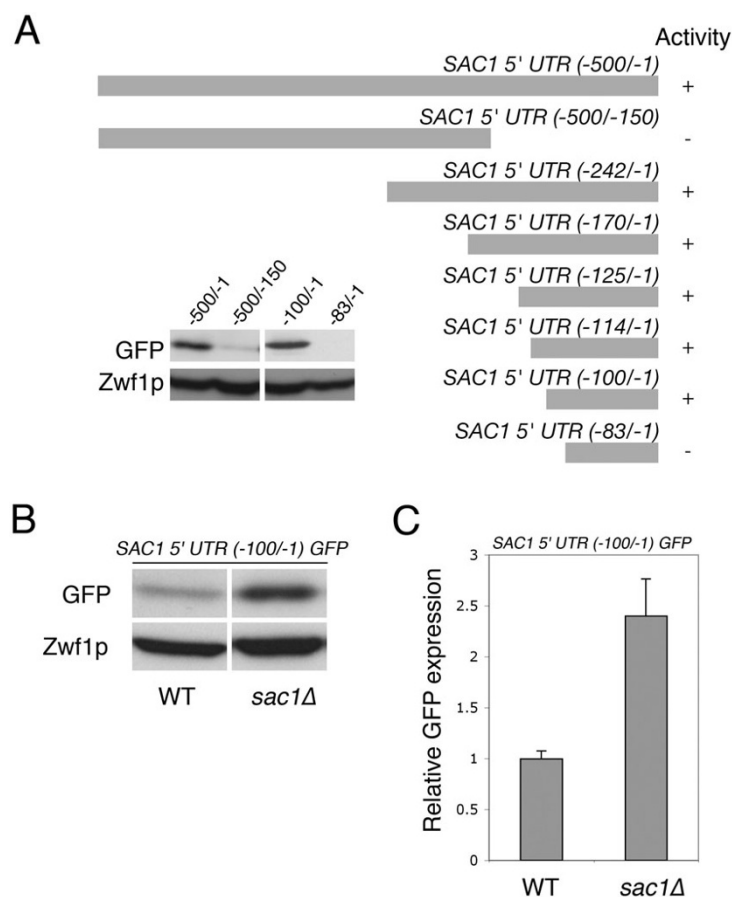 A
Activity
SAC1 5' UTR (-500/-1)
+
SAC1 5' UTR (-500/-150)
-
SAC1 5' UTR (-242/-1)
+
SAC1 5' UTR (-170/-1)
+
SAC1 5' UTR (-125/-1)
+
SAC1 5' UTR (-114/-1)
+
SAC1 5' UTR (-100/-1)
+
SAC1 5' UTR (-83/-1)
-
-500/-1
-500/-150
-100/-1
-83/-1
GFP
Zwf1p
B
SAC1 5' UTR (-100/-1) GFP
GFP
Zwf1p
WT
sac1Δ
C
SAC1 5' UTR (-100/-1) GFP
Relative GFP expression
3
2.5
2
1.5
1
0.5
0
WT
sac1Δ